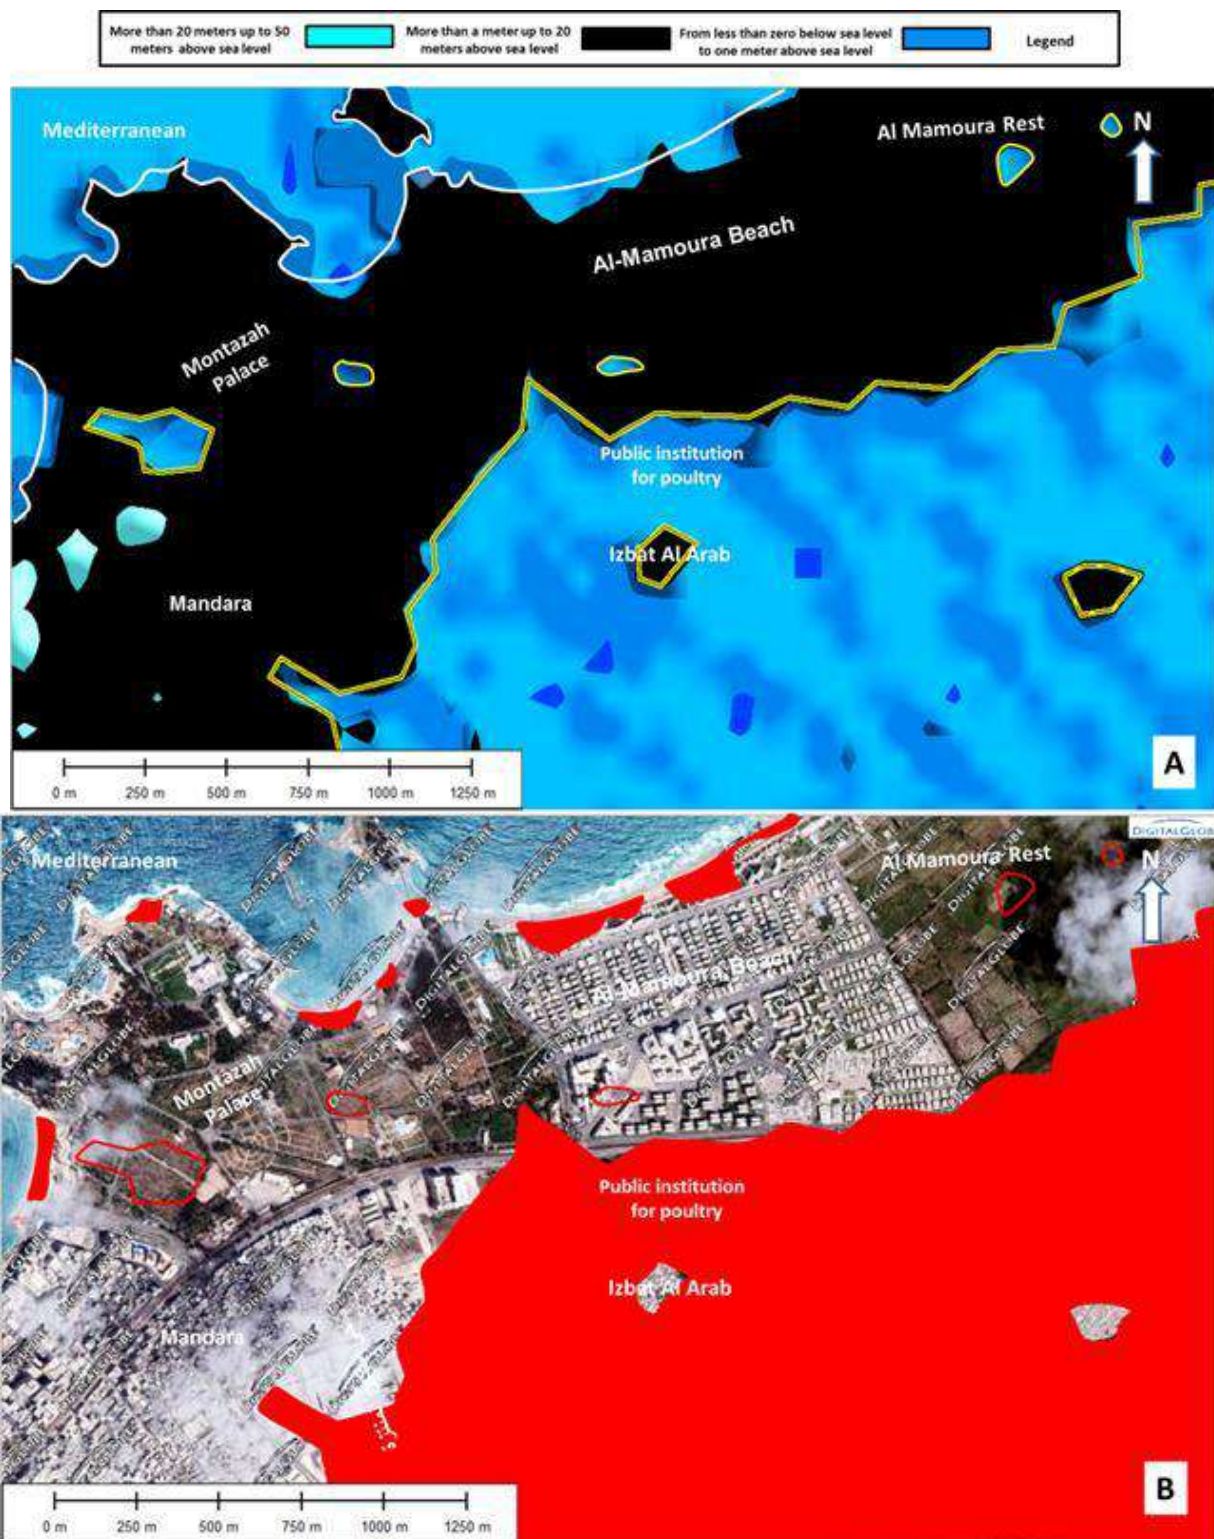 More than 20 meters up to 50
meters above sea level
More than a meter up to 20
meters above sea level
From less than zero below sea level
to one meter above sea level
Legend
Mediterranean
Al Mamoura Rest
N
Al-Mamoura Beach
Montazah
Palace
Public institution
for poultry
Izbat Al Arab
Mandara
A
0 m 250 m 500 m 750 m 1000 m 1250 m
DIGITALGLOB
Mediterranean
Al Mamoura Rest
N
Al-Mamoura Beach
Montazah
Palace
Public institution
for poultry
Izbat Al Arab
Mandara
B
0 m 250 m 500 m 750 m 1000 m 1250 m